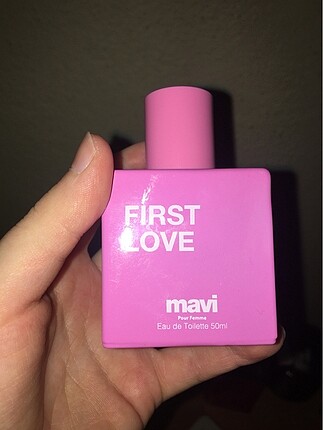 FIRST
LOVE
mavi
Pour Femme
Eau de Toilette 50ml